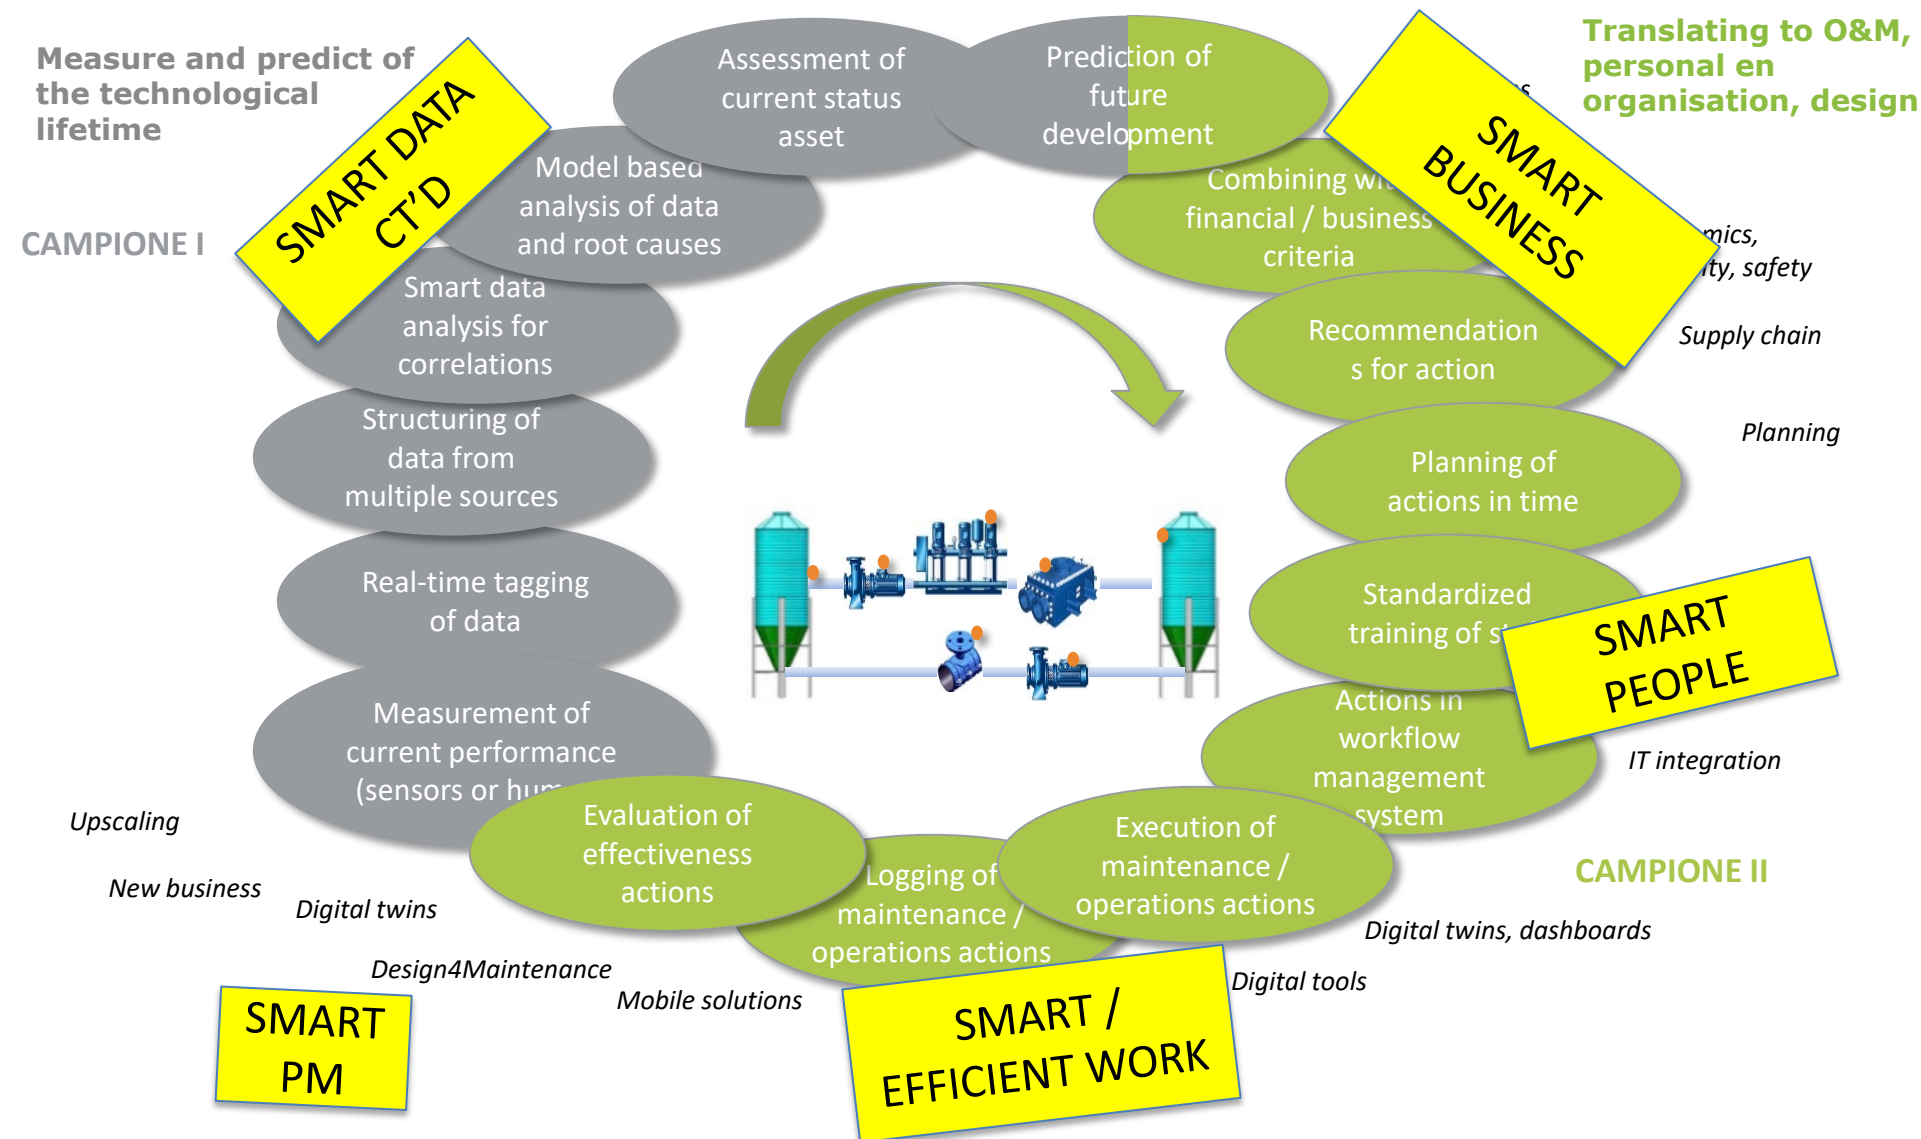 Measure and predict of
the technological
lifetime
CAMPIONE I
SMART DATA
CT’D
Assessment of
current status
asset
Prediction of
future
development
Translating to O&M,
personal en
organisation, design
SMART
BUSINESS
Model based
analysis of data
and root causes
Combining
financial / business
criteria
safety
Smart data
analysis for
correlations
Recommendation
s for action
Supply chain
Structuring of
data from
multiple sources
Planning of
actions in time
Planning
Real-time tagging
of data
Standardized
training of
SMART
PEOPLE
Measurement of
current performance
(sensors or
Actions in
workflow
management
system
IT integration
Evaluation of
effectiveness
actions
Logging of
maintenance /
operations actions
Execution of
maintenance /
operations actions
CAMPIONE II
Upscaling
New business
Digital twins
Design4Maintenance
Mobile solutions
Digital twins, dashboards
Digital tools
SMART
PM
SMART /
EFFICIENT WORK